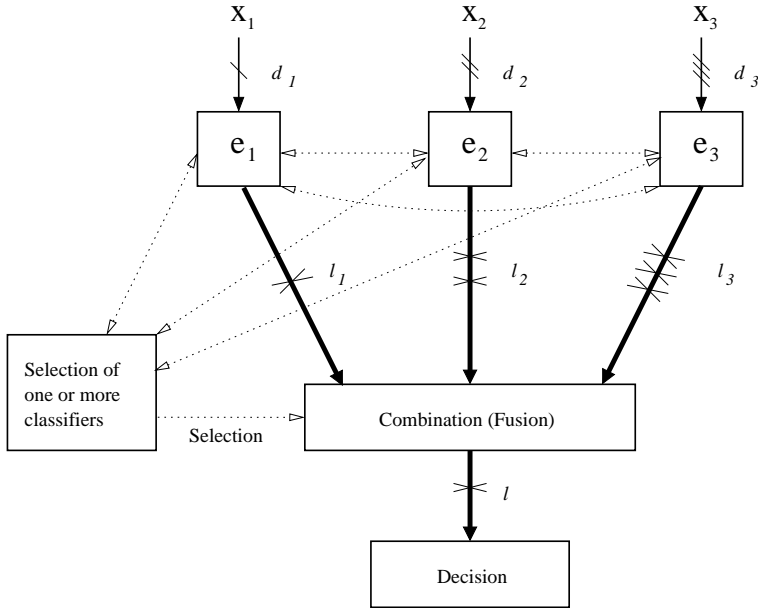 x₁ x₂ x₃
d₁ d₂ d₃
e₁ e₂ e₃
l₁ l₂ l₃
Selection of
one or more
classifiers
Combination (Fusion)
Selection
l
Decision